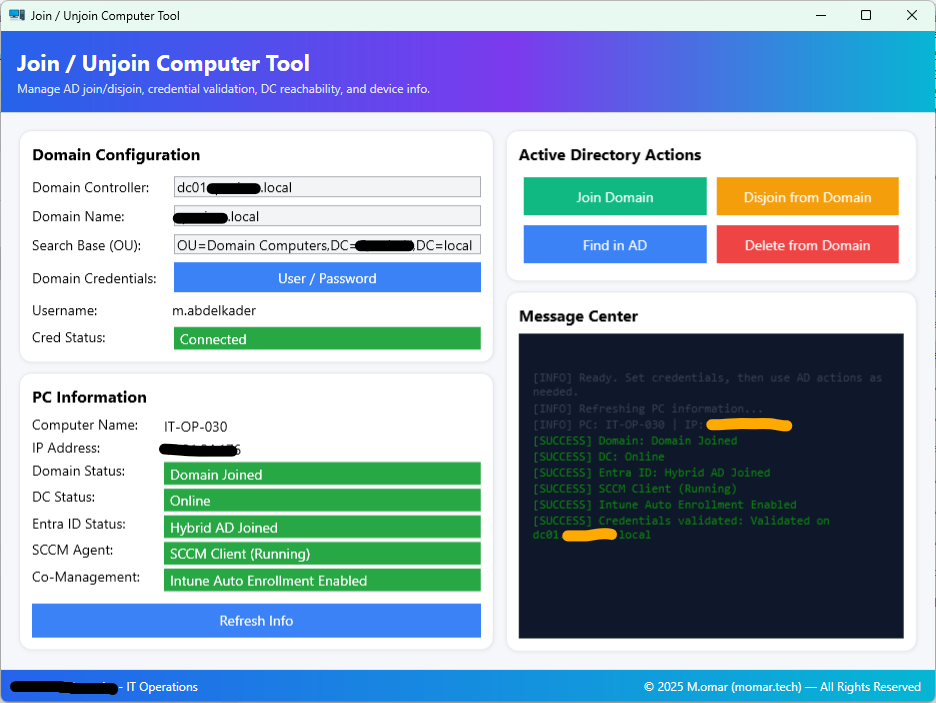 Join / Unjoin Computer Tool
Join / Unjoin Computer Tool
Manage AD join/disjoin, credential validation, DC reachability, and device info.
Domain Configuration
Domain Controller:
dc01 .local
Domain Name:
.local
Search Base (OU):
OU=Domain Computers,DC= ,DC=local
Domain Credentials:
User / Password
Username:
m.abdelkader
Cred Status:
Connected
PC Information
Computer Name:
IT-OP-030
IP Address:
Domain Status:
Domain Joined
DC Status:
Online
Entra ID Status:
Hybrid AD Joined
SCCM Agent:
SCCM Client (Running)
Co-Management:
Intune Auto Enrollment Enabled
Refresh Info
Active Directory Actions
Join Domain
Disjoin from Domain
Find in AD
Delete from Domain
Message Center
[INFO] Ready. Set credentials, then use AD actions as
needed.
[INFO] Refreshing PC information...
[INFO] PC: IT-OP-030 | IP:
[SUCCESS] Domain: Domain Joined
[SUCCESS] DC: Online
[SUCCESS] Entra ID: Hybrid AD Joined
[SUCCESS] SCCM Client (Running)
[SUCCESS] Intune Auto Enrollment Enabled
[SUCCESS] Credentials validated: Validated on
dc01 local
- IT Operations
© 2025 M.omar (momar.tech) — All Rights Reserved